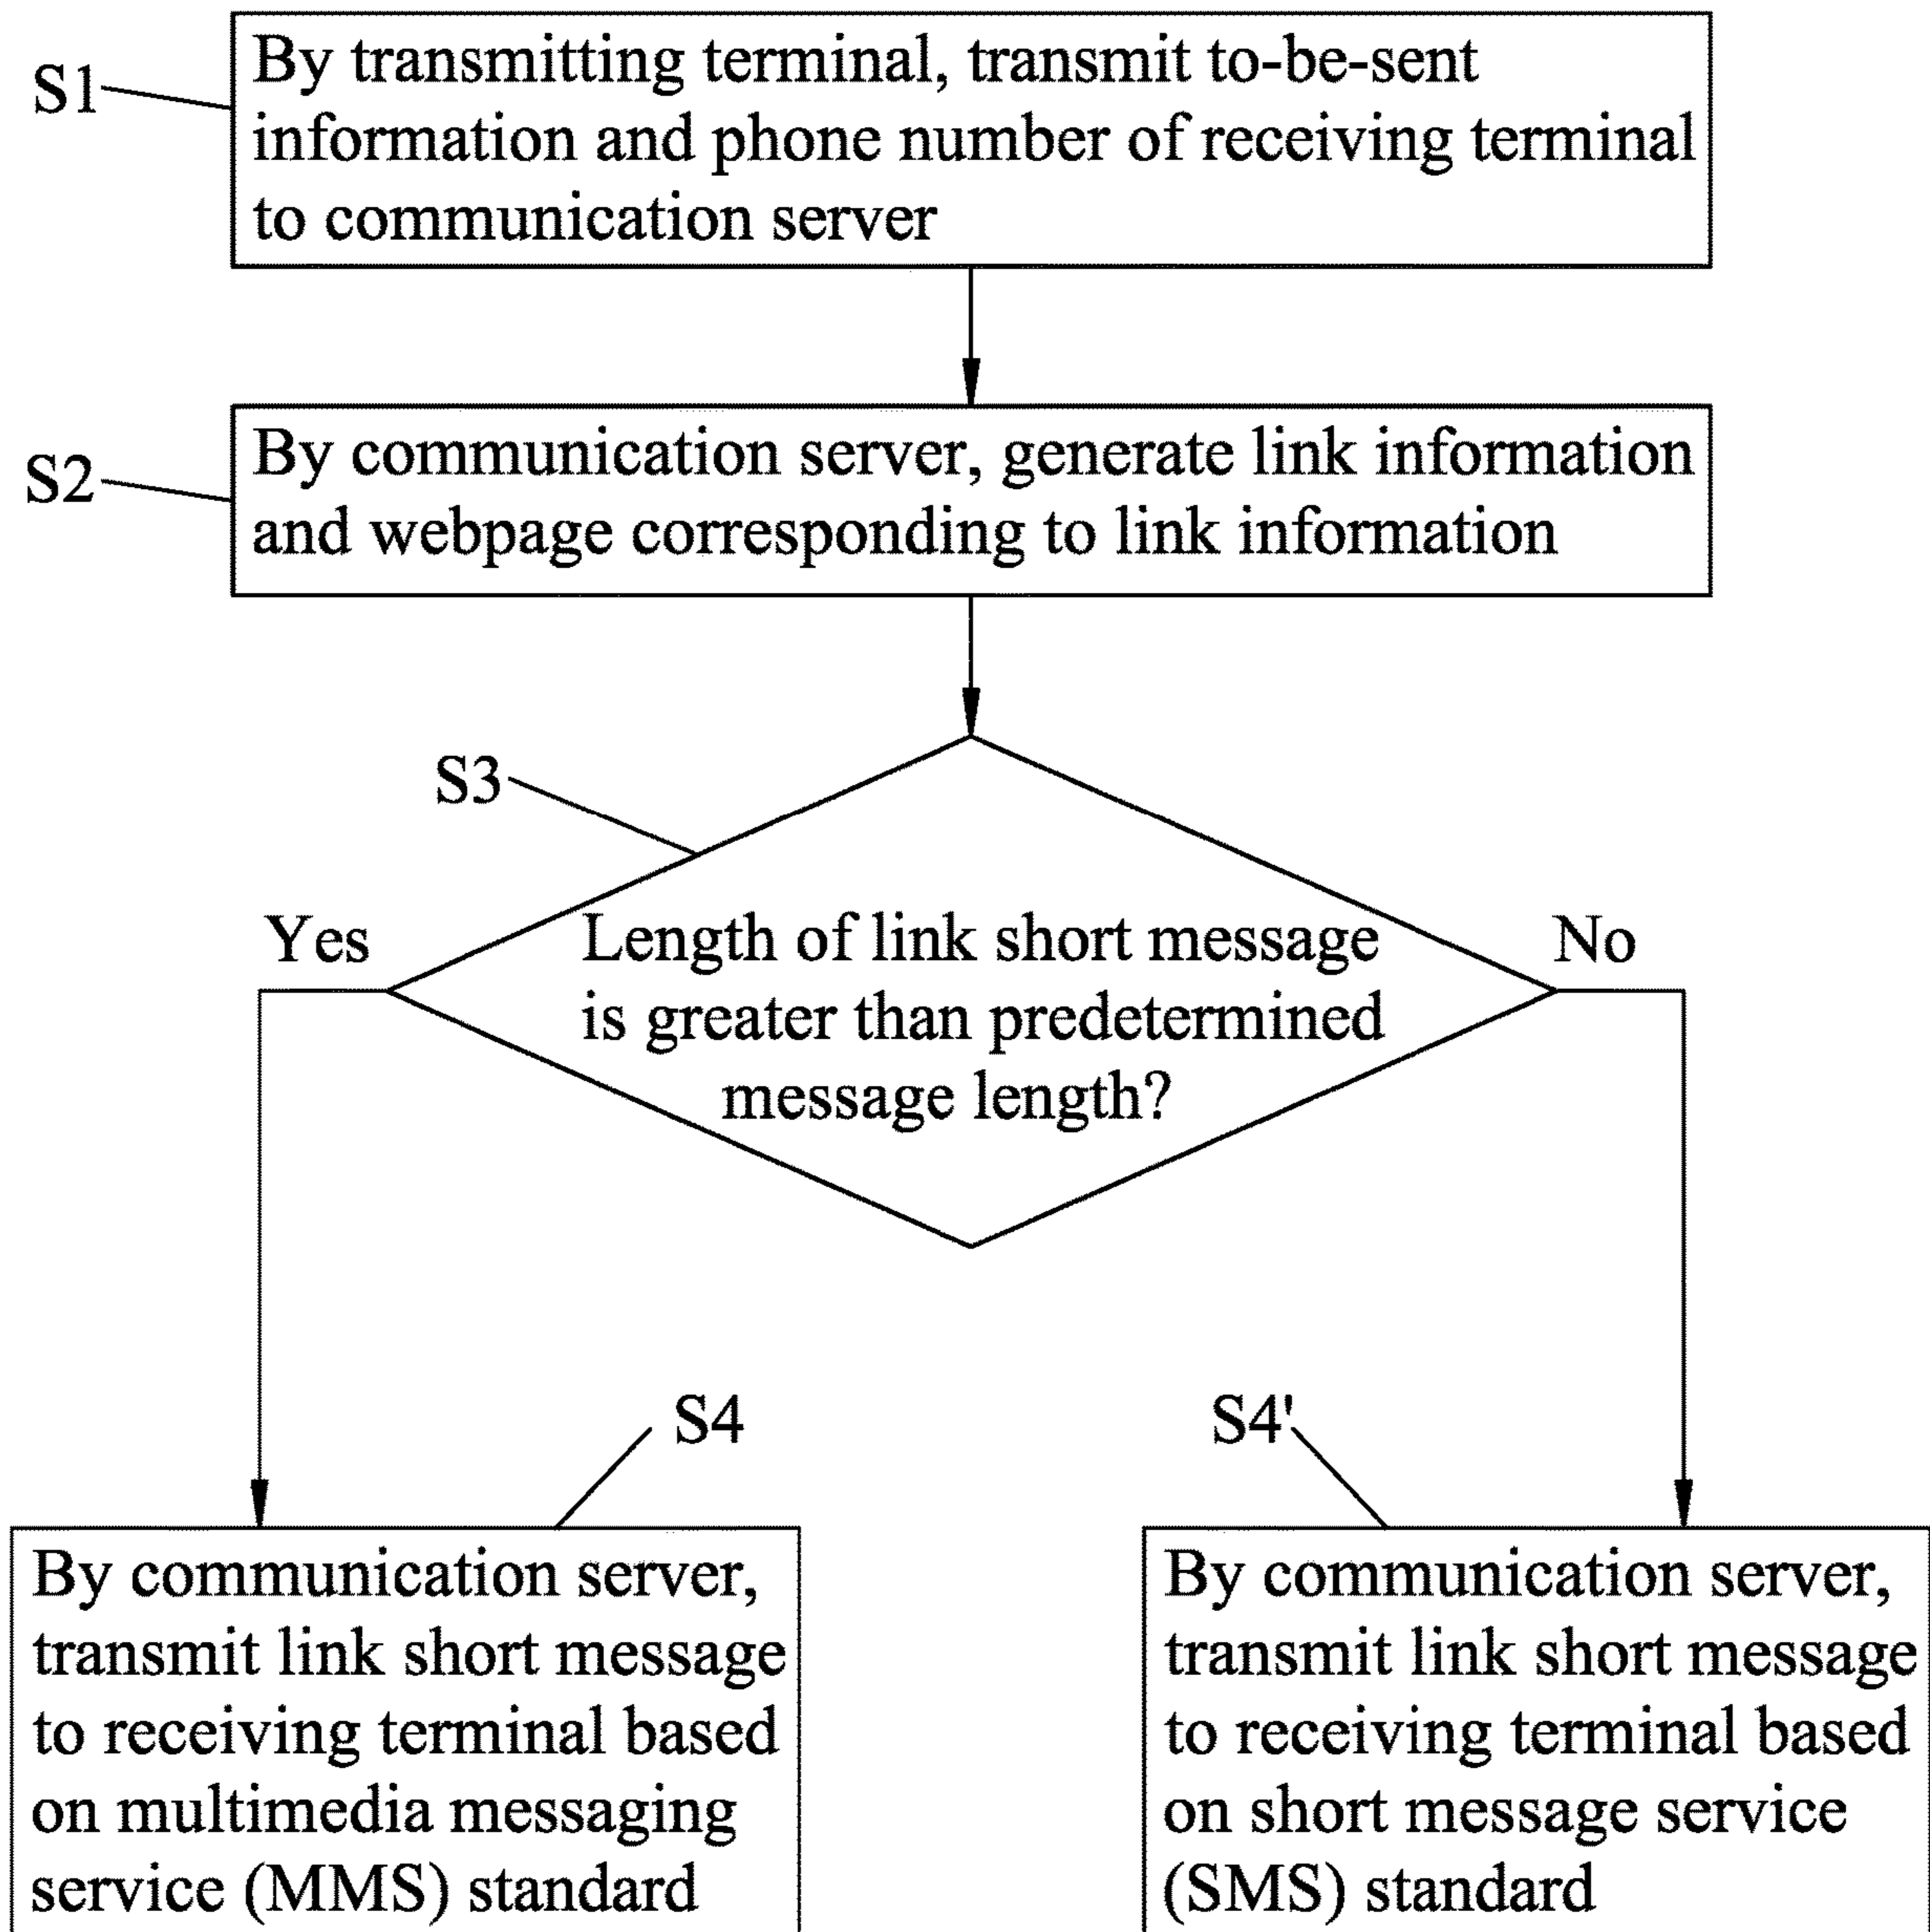 S1
By transmitting terminal, transmit to-be-sent
information and phone number of receiving terminal
to communication server
S2
By communication server, generate link information
and webpage corresponding to link information
S3
Yes
No
Length of link short message
is greater than predetermined
message length?
S4
By communication server,
transmit link short message
to receiving terminal based
on multimedia messaging
service (MMS) standard
S4'
By communication server,
transmit link short message
to receiving terminal based
on short message service
(SMS) standard